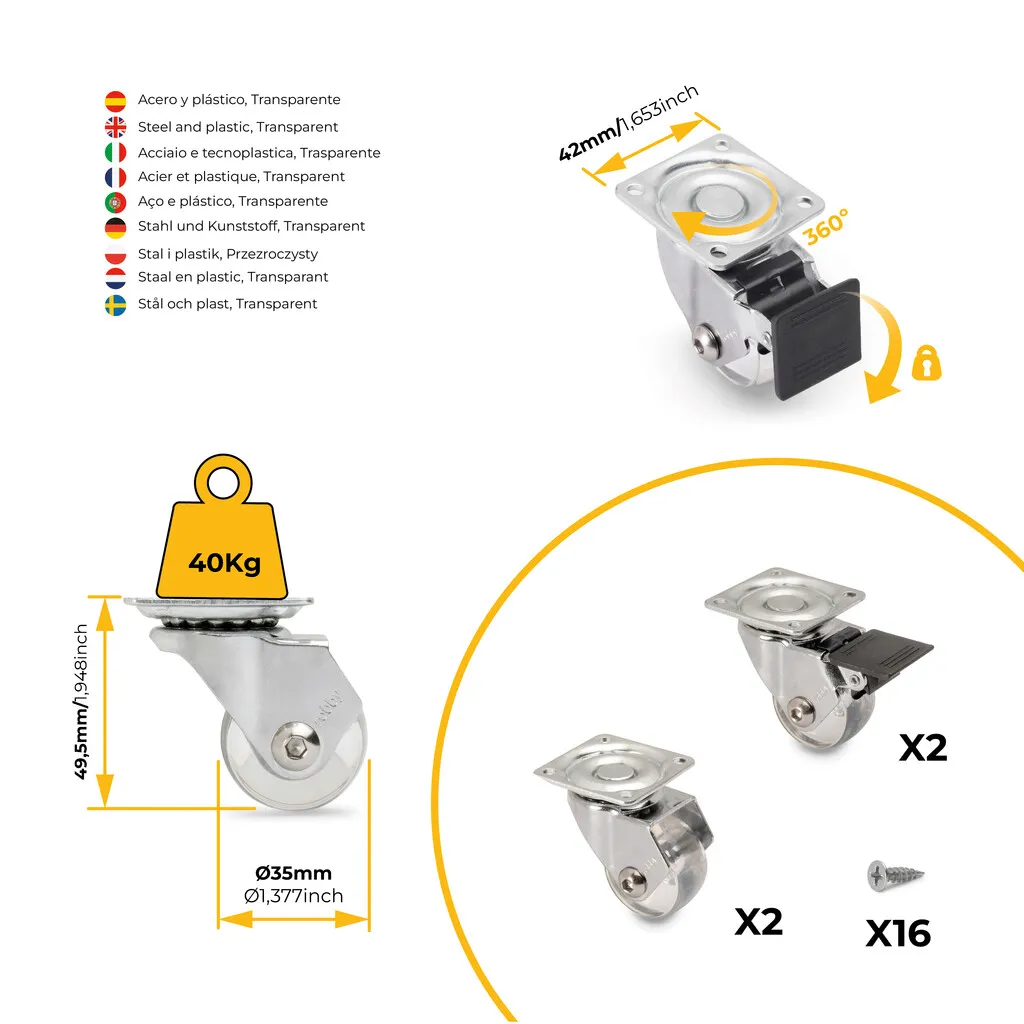 Acero y plástico, Transparente
Steel and plastic, Transparent
Acciaio e tecnoplastica, Trasparente
Acier et plastique, Transparent
Aço e plástico, Transparente
Stahl und Kunststoff, Transparent
Stal i plastik, Przezroczysty
Staal en plastic, Transparant
Stål och plast, Transparent
42mm/1,653inch
360°
40Kg
49,5mm/1,948inch
Ø35mm
Ø1,377inch
X2
X2
X16